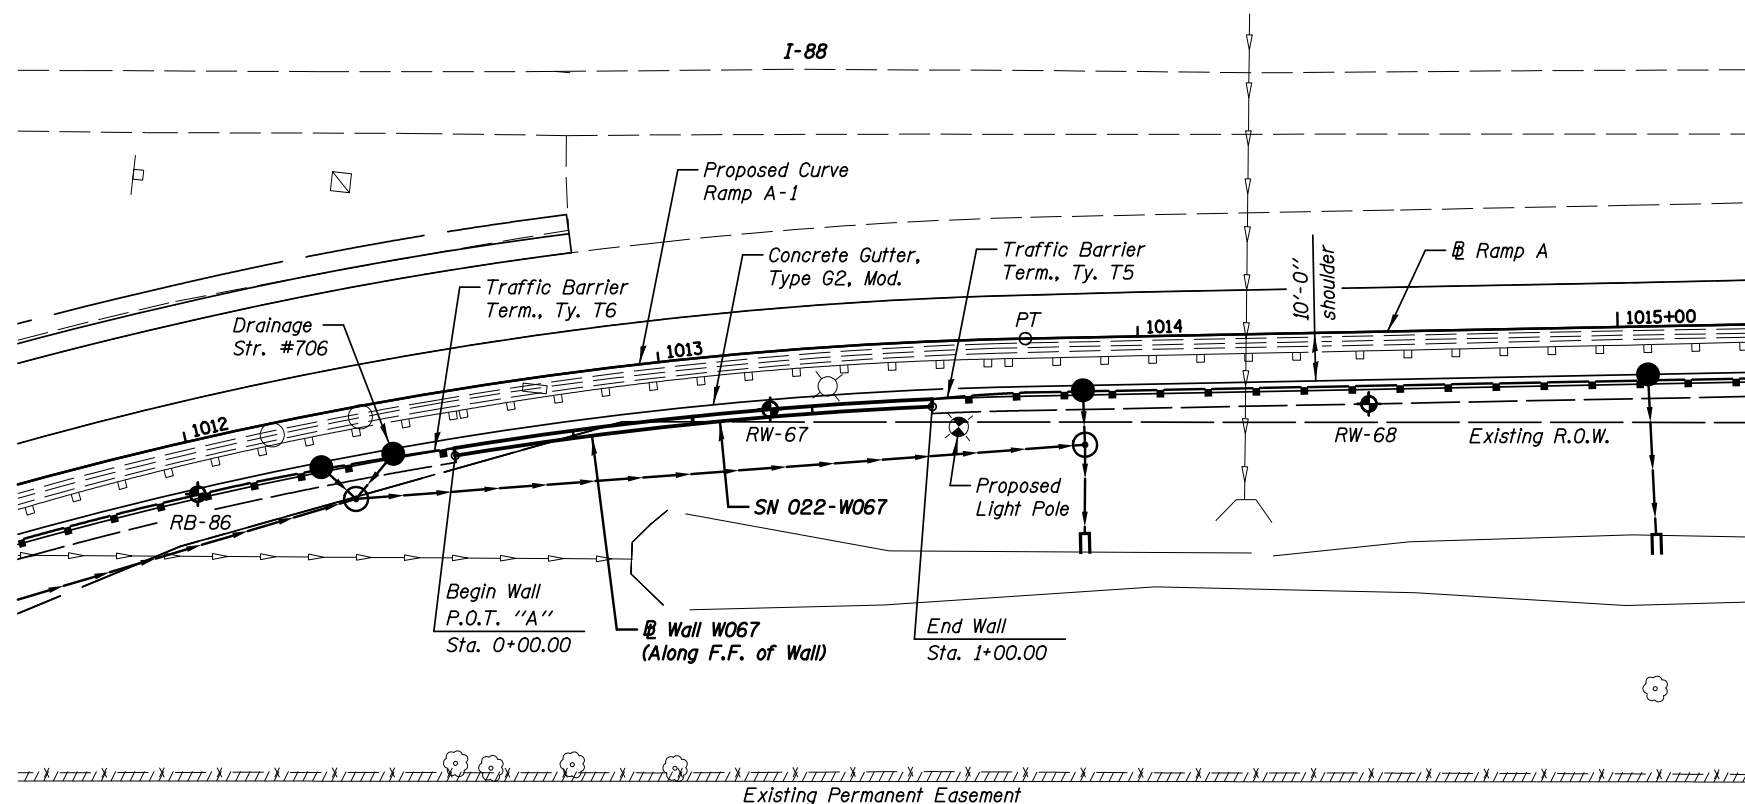 I-88
Proposed Curve
Ramp A-1
Concrete Gutter,
Type G2, Mod.
Traffic Barrier
Term., Ty. T5
10'-0"
shoulder
℄ Ramp A
Traffic Barrier
Term., Ty. T6
Drainage
Str. #706
PT
1012
1013
1014
1015+00
RB-86
RW-67
RW-68
Existing R.O.W.
Proposed
Light Pole
SN 022-W067
Begin Wall
P.O.T. "A"
Sta. 0+00.00
Wall W067
(Along F.F. of Wall)
End Wall
Sta. 1+00.00
Existing Permanent Easement